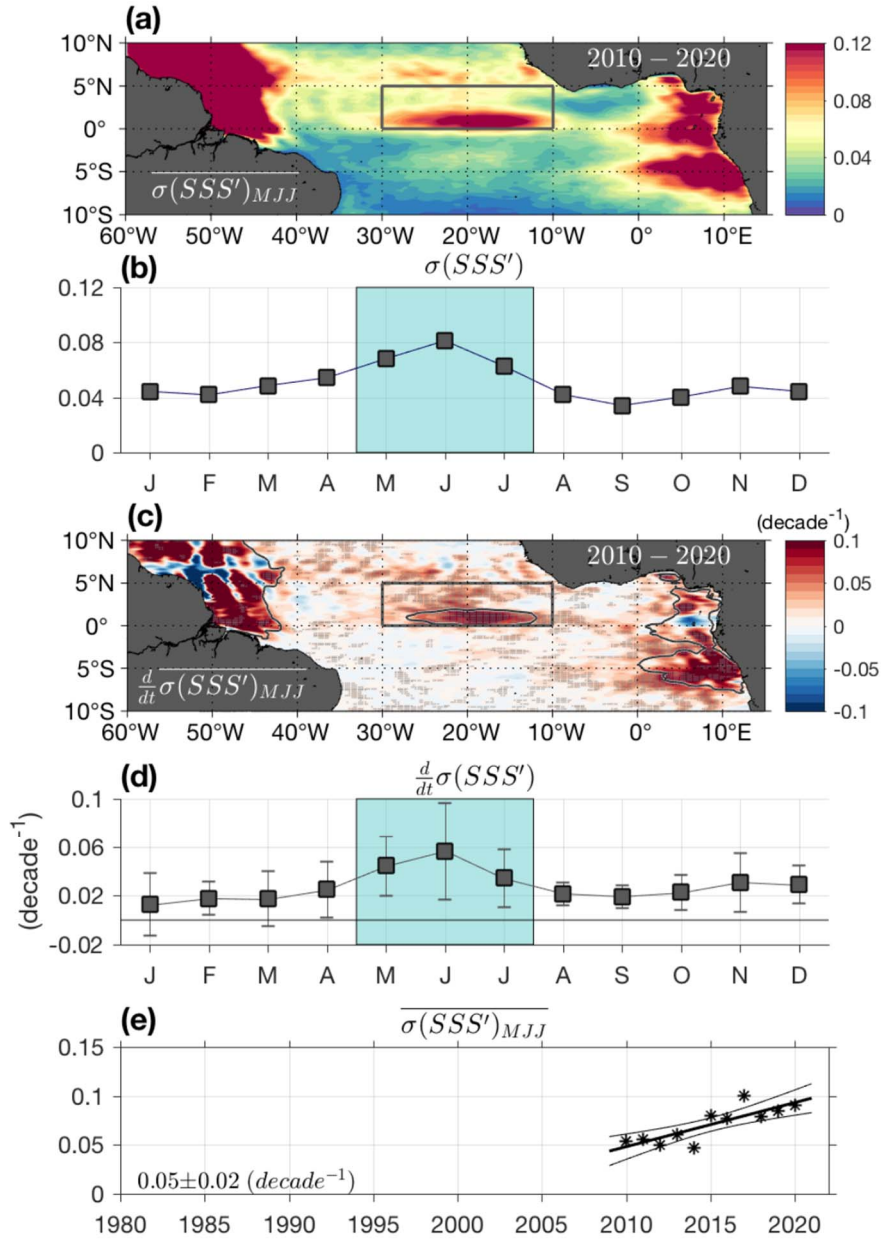 (a)
10°N
5°N
0°
5°S
10°S
2010 − 2020
σ(SSS′)MJJ
60°W 50°W 40°W 30°W 20°W 10°W 0° 10°E
0.12
0.08
0.04
0
(b)
σ(SSS′)
0.12
0.08
0.04
0
J F M A M J J A S O N D
(c)
(decade⁻¹)
10°N
5°N
0°
5°S
10°S
2010 − 2020
d/dt σ(SSS′)MJJ
60°W 50°W 40°W 30°W 20°W 10°W 0° 10°E
0.1
0.05
0
-0.05
-0.1
(d)
d/dt σ(SSS′)
(decade⁻¹)
0.1
0.06
0.02
-0.02
J F M A M J J A S O N D
(e)
σ(SSS′)MJJ
0.15
0.1
0.05
0
0.05±0.02 (decade⁻¹)
1980 1985 1990 1995 2000 2005 2010 2015 2020